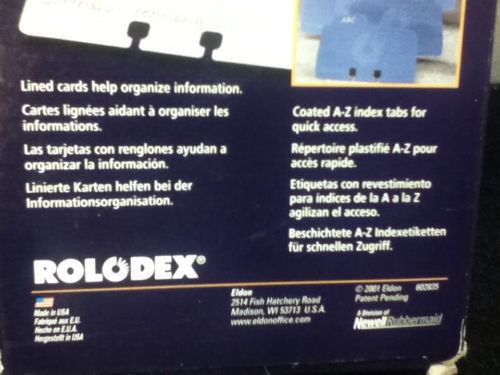 ABC
Lined cards help organize information.
Cartes lignées aidant à organiser les
informations.
Las tarjetas con renglones ayudan a
organizar la información.
Linierte Karten helfen bei der
Informationsorganisation.
Coated A-Z index tabs for
quick access.
Répertoire plastifié A-Z pour
accès rapide.
Etiquetas con revestimiento
para índices de la A a la Z
agilizan el acceso.
Beschichtete A-Z Indexetiketten
für schnellen Zugriff.
ROLODEX®
Made in USA
Fabriqué aux E.U.
Hecho en E.U.A.
Hergestellt in USA
Eldon
2514 Fish Hatchery Road
Madison, WI 53713 U.S.A.
www.eldonoffice.com
© 2001 Eldon 602835
Patent Pending
A Division of
Newell Rubbermaid